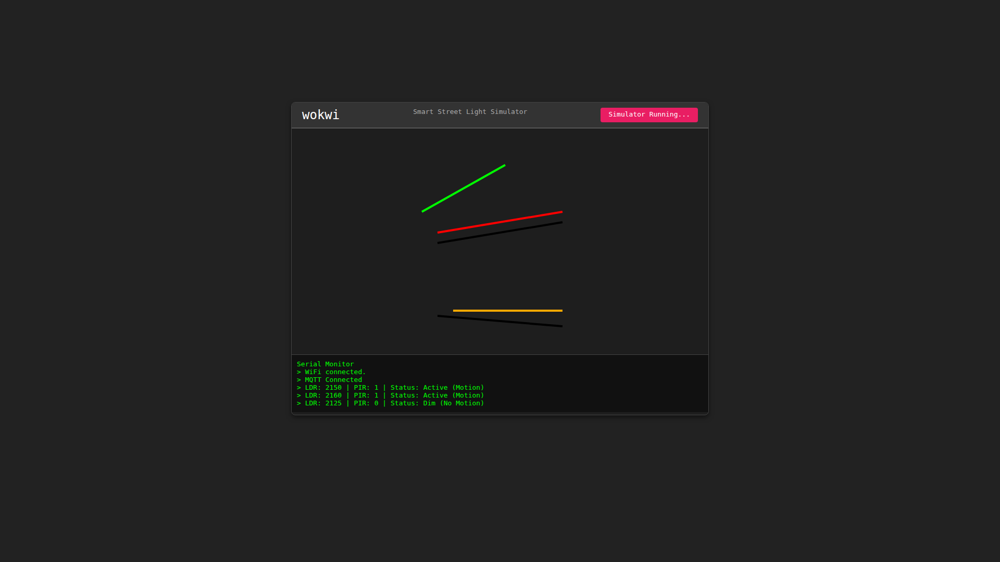 wokwi
Smart Street Light Simulator
Simulator Running...
Serial Monitor
> WiFi connected.
> MQTT Connected
> LDR: 2150 | PIR: 1 | Status: Active (Motion)
> LDR: 2160 | PIR: 1 | Status: Active (Motion)
> LDR: 2125 | PIR: 0 | Status: Dim (No Motion)